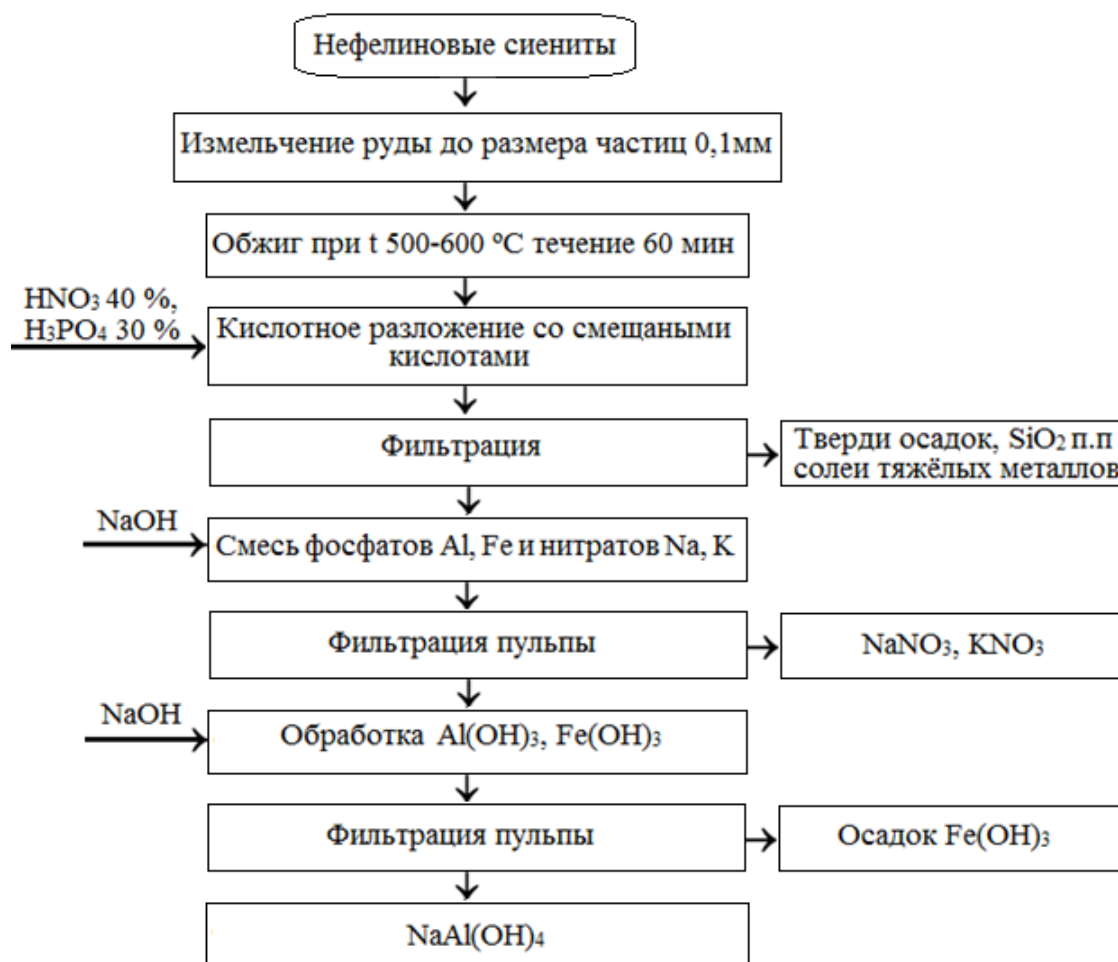 Нефелиновые сиениты
Измельчение руды до размера частиц 0,1мм
Обжиг при t 500-600 ºС течение 60 мин
HNO₃ 40 %,
H₃PO₄ 30 %
Кислотное разложение со смещаными
кислотами
Фильтрация
Тверди осадок, SiO₂ п.п
солеи тяжёлых металлов
NaOH
Смесь фосфатов Al, Fe и нитратов Na, K
Фильтрация пульпы
NaNO₃, KNO₃
NaOH
Обработка Al(OH)₃, Fe(OH)₃
Фильтрация пульпы
Осадок Fe(OH)₃
NaAl(OH)₄